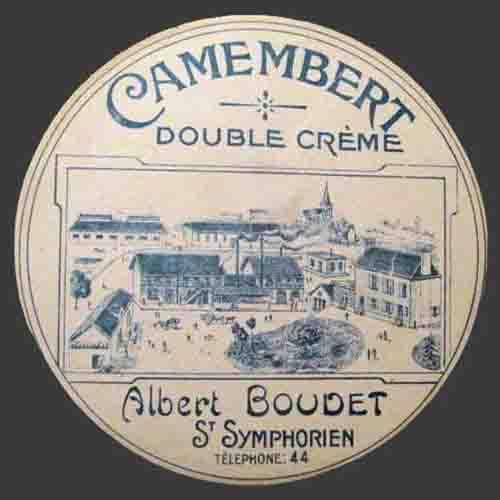 CAMEMBERT
DOUBLE CRÈME
Albert BOUDET
ST SYMPHORIEN
TÉLÉPHONE: 44